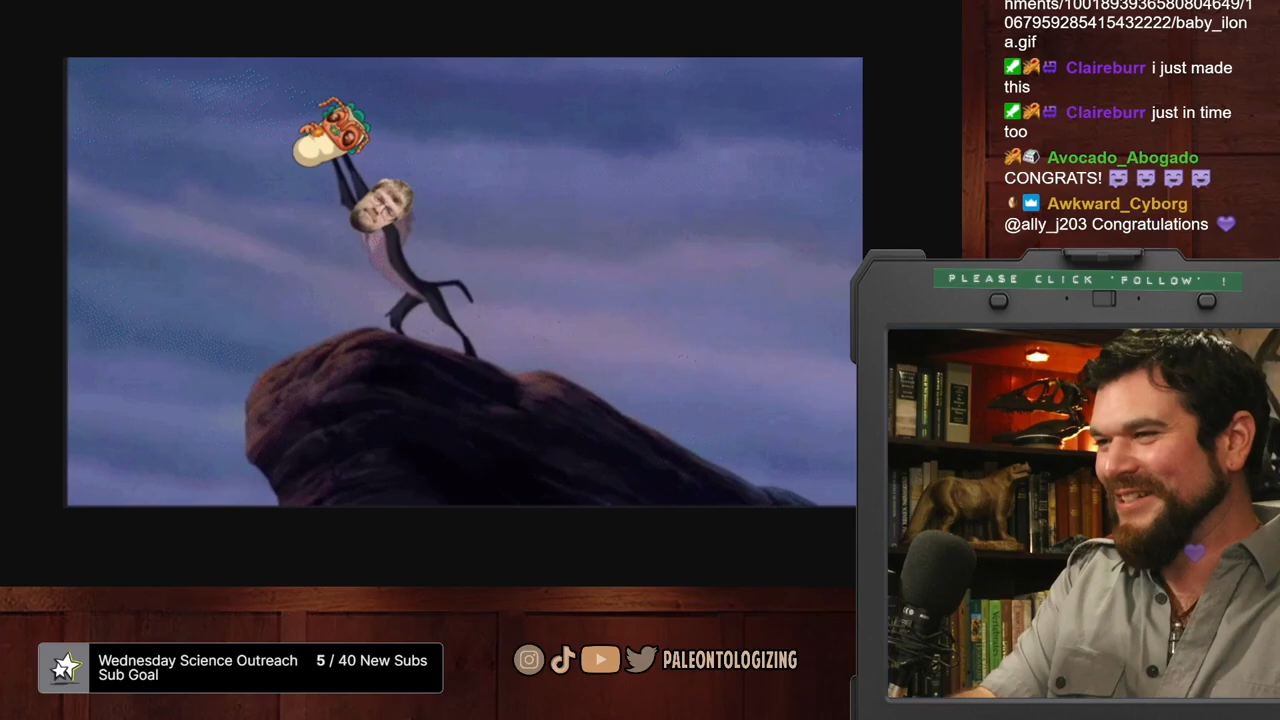 nments/1001893936580804649/1
067959285415432222/baby_ilon
a.gif
Claireburr i just made
this
Claireburr just in time
too
Avocado_Abogado
CONGRATS!
Awkward_Cyborg
@ally_j203 Congratulations
PLEASE CLICK 'FOLLOW' !
Wednesday Science Outreach 5 / 40 New Subs
Sub Goal
PALEONTOLOGIZING